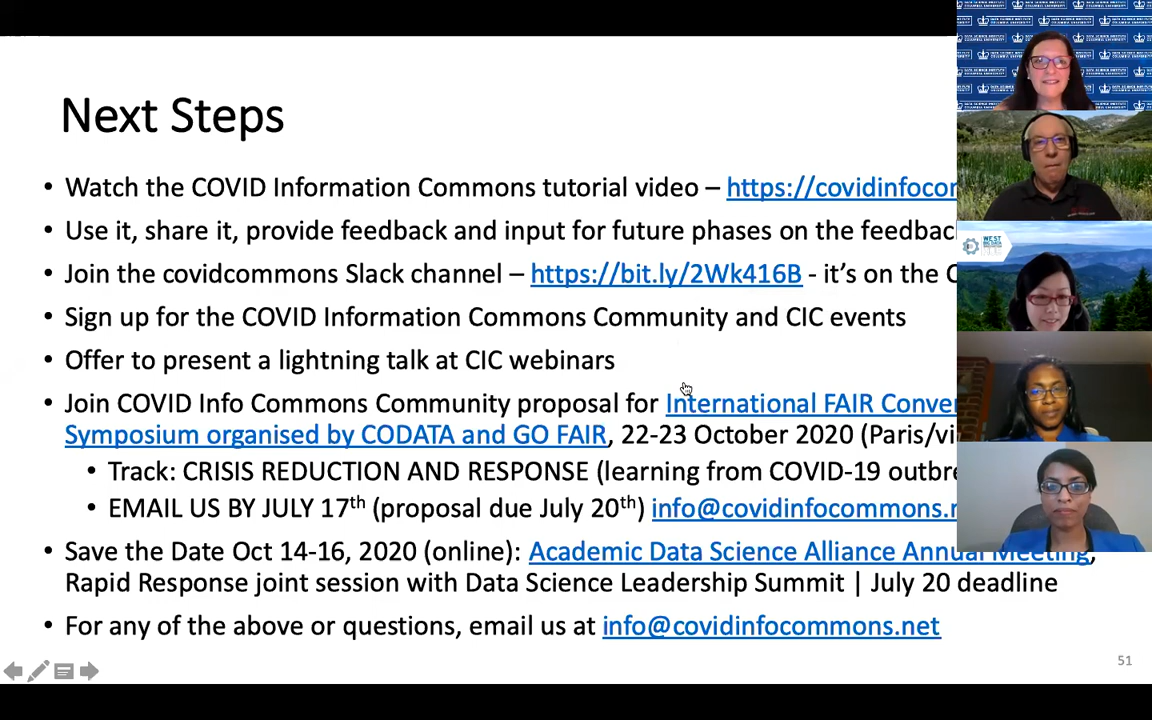 Next Steps
• Watch the COVID Information Commons tutorial video – https://covidinfocon
• Use it, share it, provide feedback and input for future phases on the feedbac
• Join the covidcommons Slack channel – https://bit.ly/2Wk416B - it's on the C
• Sign up for the COVID Information Commons Community and CIC events
• Offer to present a lightning talk at CIC webinars
• Join COVID Info Commons Community proposal for International FAIR Conver
Symposium organised by CODATA and GO FAIR, 22-23 October 2020 (Paris/vi
• Track: CRISIS REDUCTION AND RESPONSE (learning from COVID-19 outbre
• EMAIL US BY JULY 17th (proposal due July 20th) info@covidinfocommons.n
• Save the Date Oct 14-16, 2020 (online): Academic Data Science Alliance Annual Meeting,
Rapid Response joint session with Data Science Leadership Summit | July 20 deadline
• For any of the above or questions, email us at info@covidinfocommons.net
51
WEST